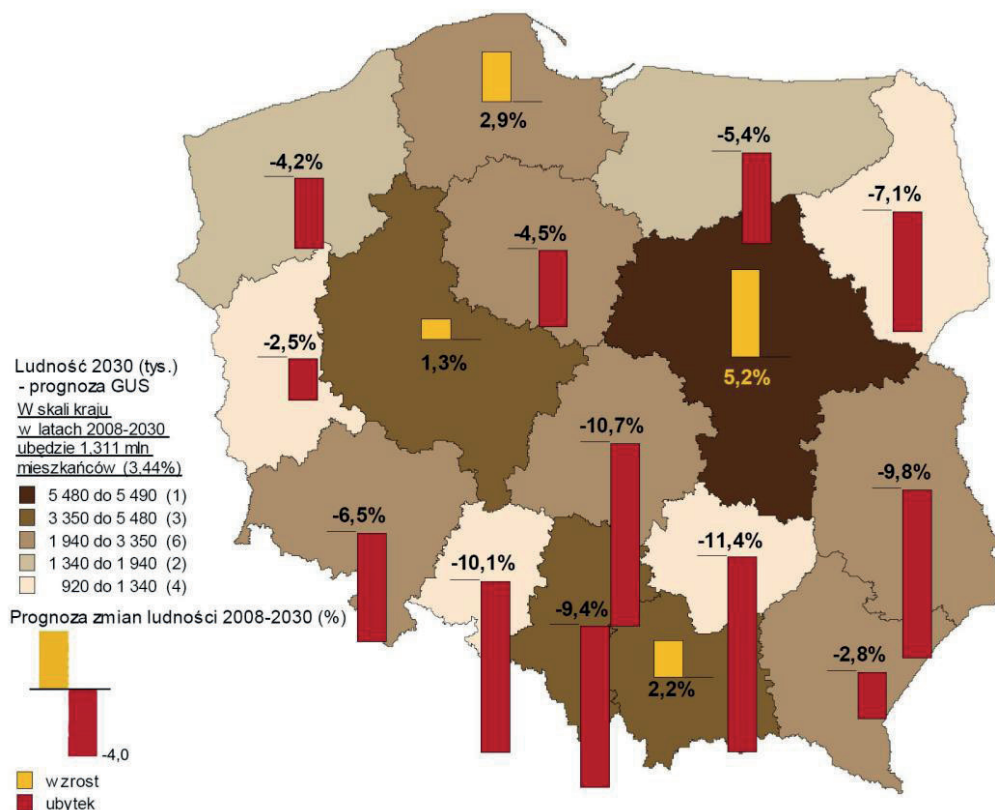 2,9%
-4,2%
-5,4%
-7,1%
-4,5%
-2,5%
1,3%
5,2%
Ludność 2030 (tys.)
- prognoza GUS
W skali kraju
w latach 2008-2030
ubędzie 1.311 mln
mieszkańców (3,44%)
5 480 do 5 490 (1)
3 350 do 5 480 (3)
1 940 do 3 350 (6)
1 340 do 1 940 (2)
920 do 1 340 (4)
-10,7%
-9,8%
-6,5%
-11,4%
-10,1%
-9,4%
-2,8%
2,2%
Prognoza zmian ludności 2008-2030 (%)
-4,0
wzrost
ubytek